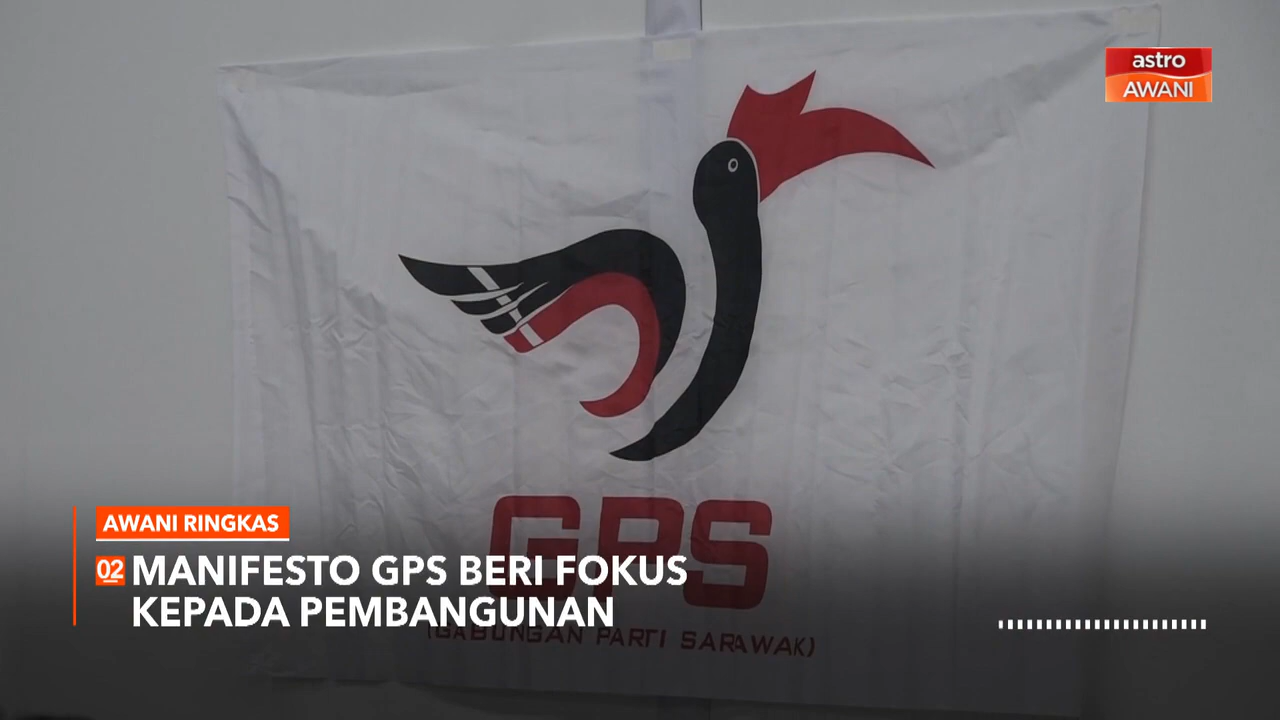 astro
AWANI
GPS
(GABUNGAN PARTI SARAWAK)
AWANI RINGKAS
02 MANIFESTO GPS BERI FOKUS
KEPADA PEMBANGUNAN